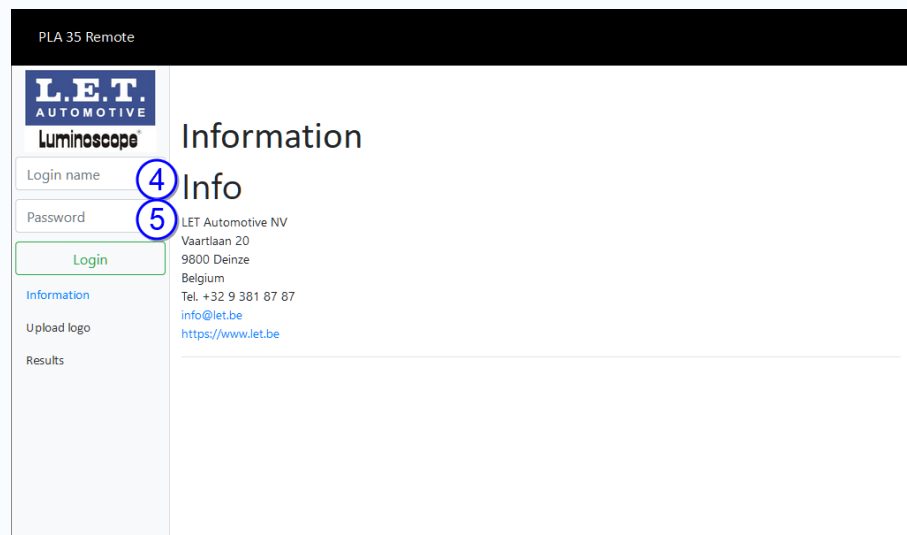 PLA 35 Remote
L.E.T.
AUTOMOTIVE
Luminoscope®
Login name
4
Password
5
Login
Information
Upload logo
Results
Information
Info
LET Automotive NV
Vaartlaan 20
9800 Deinze
Belgium
Tel. +32 9 381 87 87
info@let.be
https://www.let.be